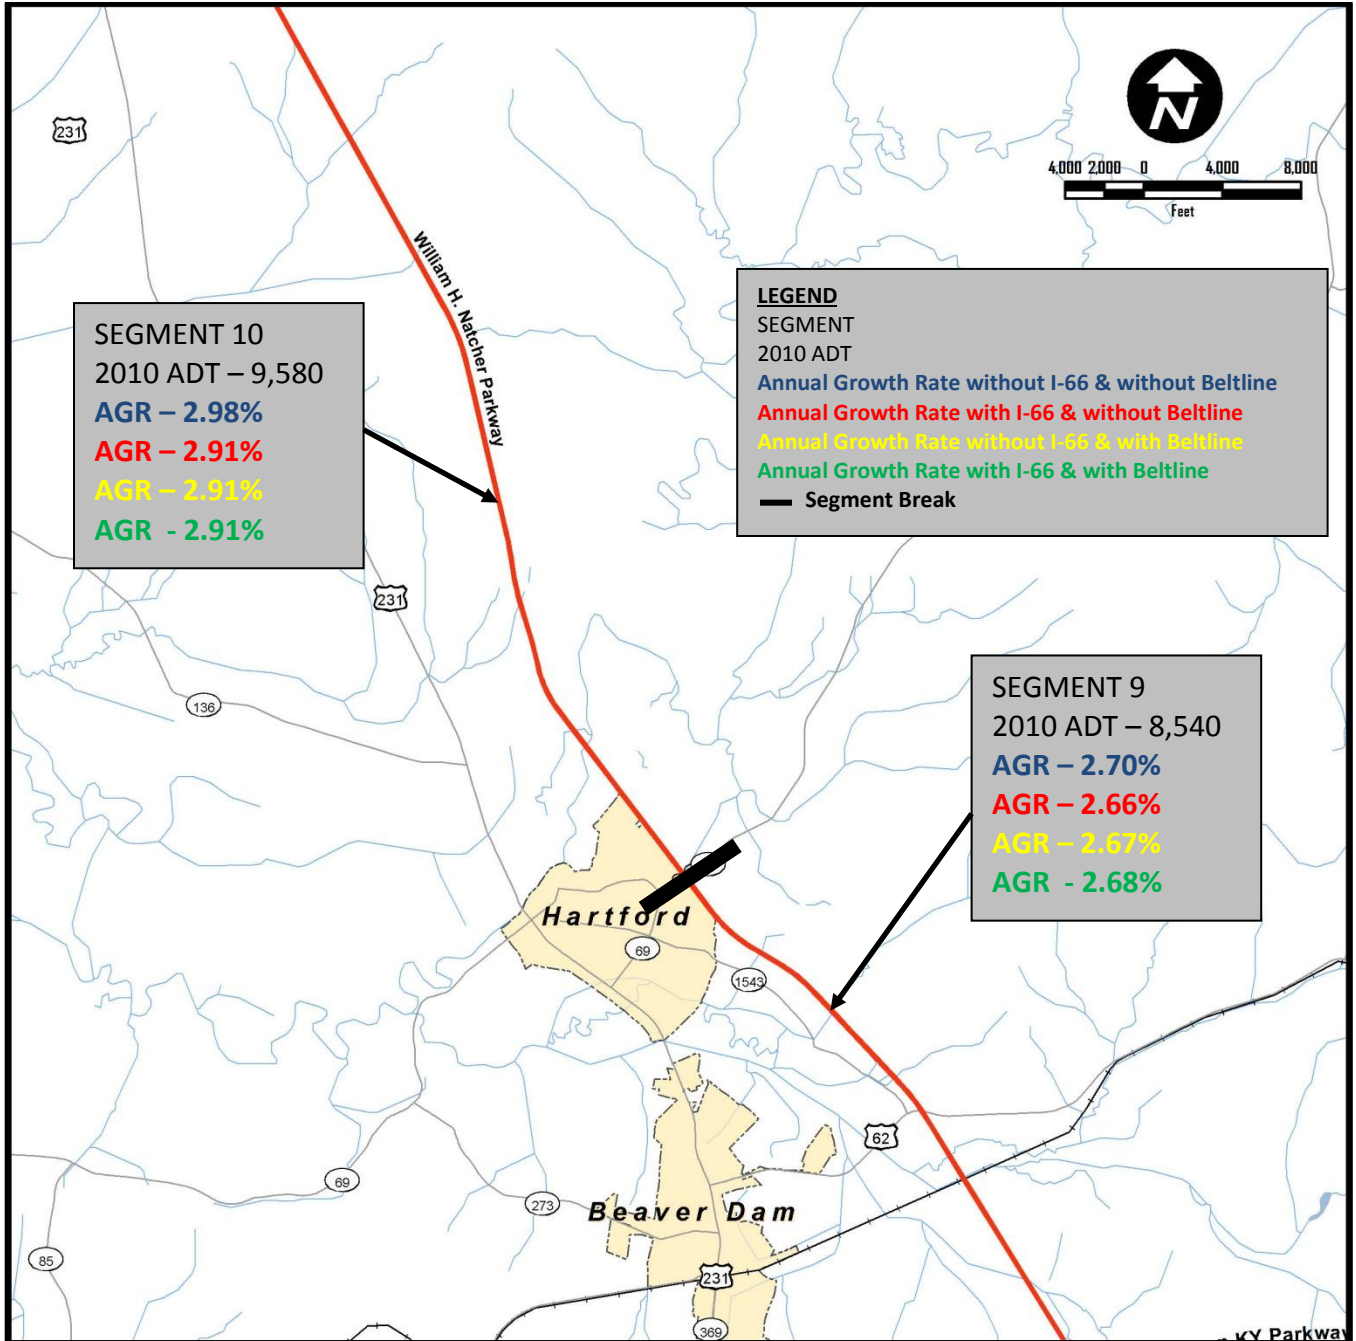 231
N
4,000 2,000 0 4,000 8,000
Feet
William H. Natcher Parkway
LEGEND
SEGMENT
2010 ADT
Annual Growth Rate without I-66 & without Beltline
Annual Growth Rate with I-66 & without Beltline
Annual Growth Rate without I-66 & with Beltline
Annual Growth Rate with I-66 & with Beltline
Segment Break
SEGMENT 10
2010 ADT – 9,580
AGR – 2.98%
AGR – 2.91%
AGR – 2.91%
AGR - 2.91%
231
136
SEGMENT 9
2010 ADT – 8,540
AGR – 2.70%
AGR – 2.66%
AGR – 2.67%
AGR - 2.68%
Hartford
69
1543
62
69
273
Beaver Dam
85
231
369
KY Parkway